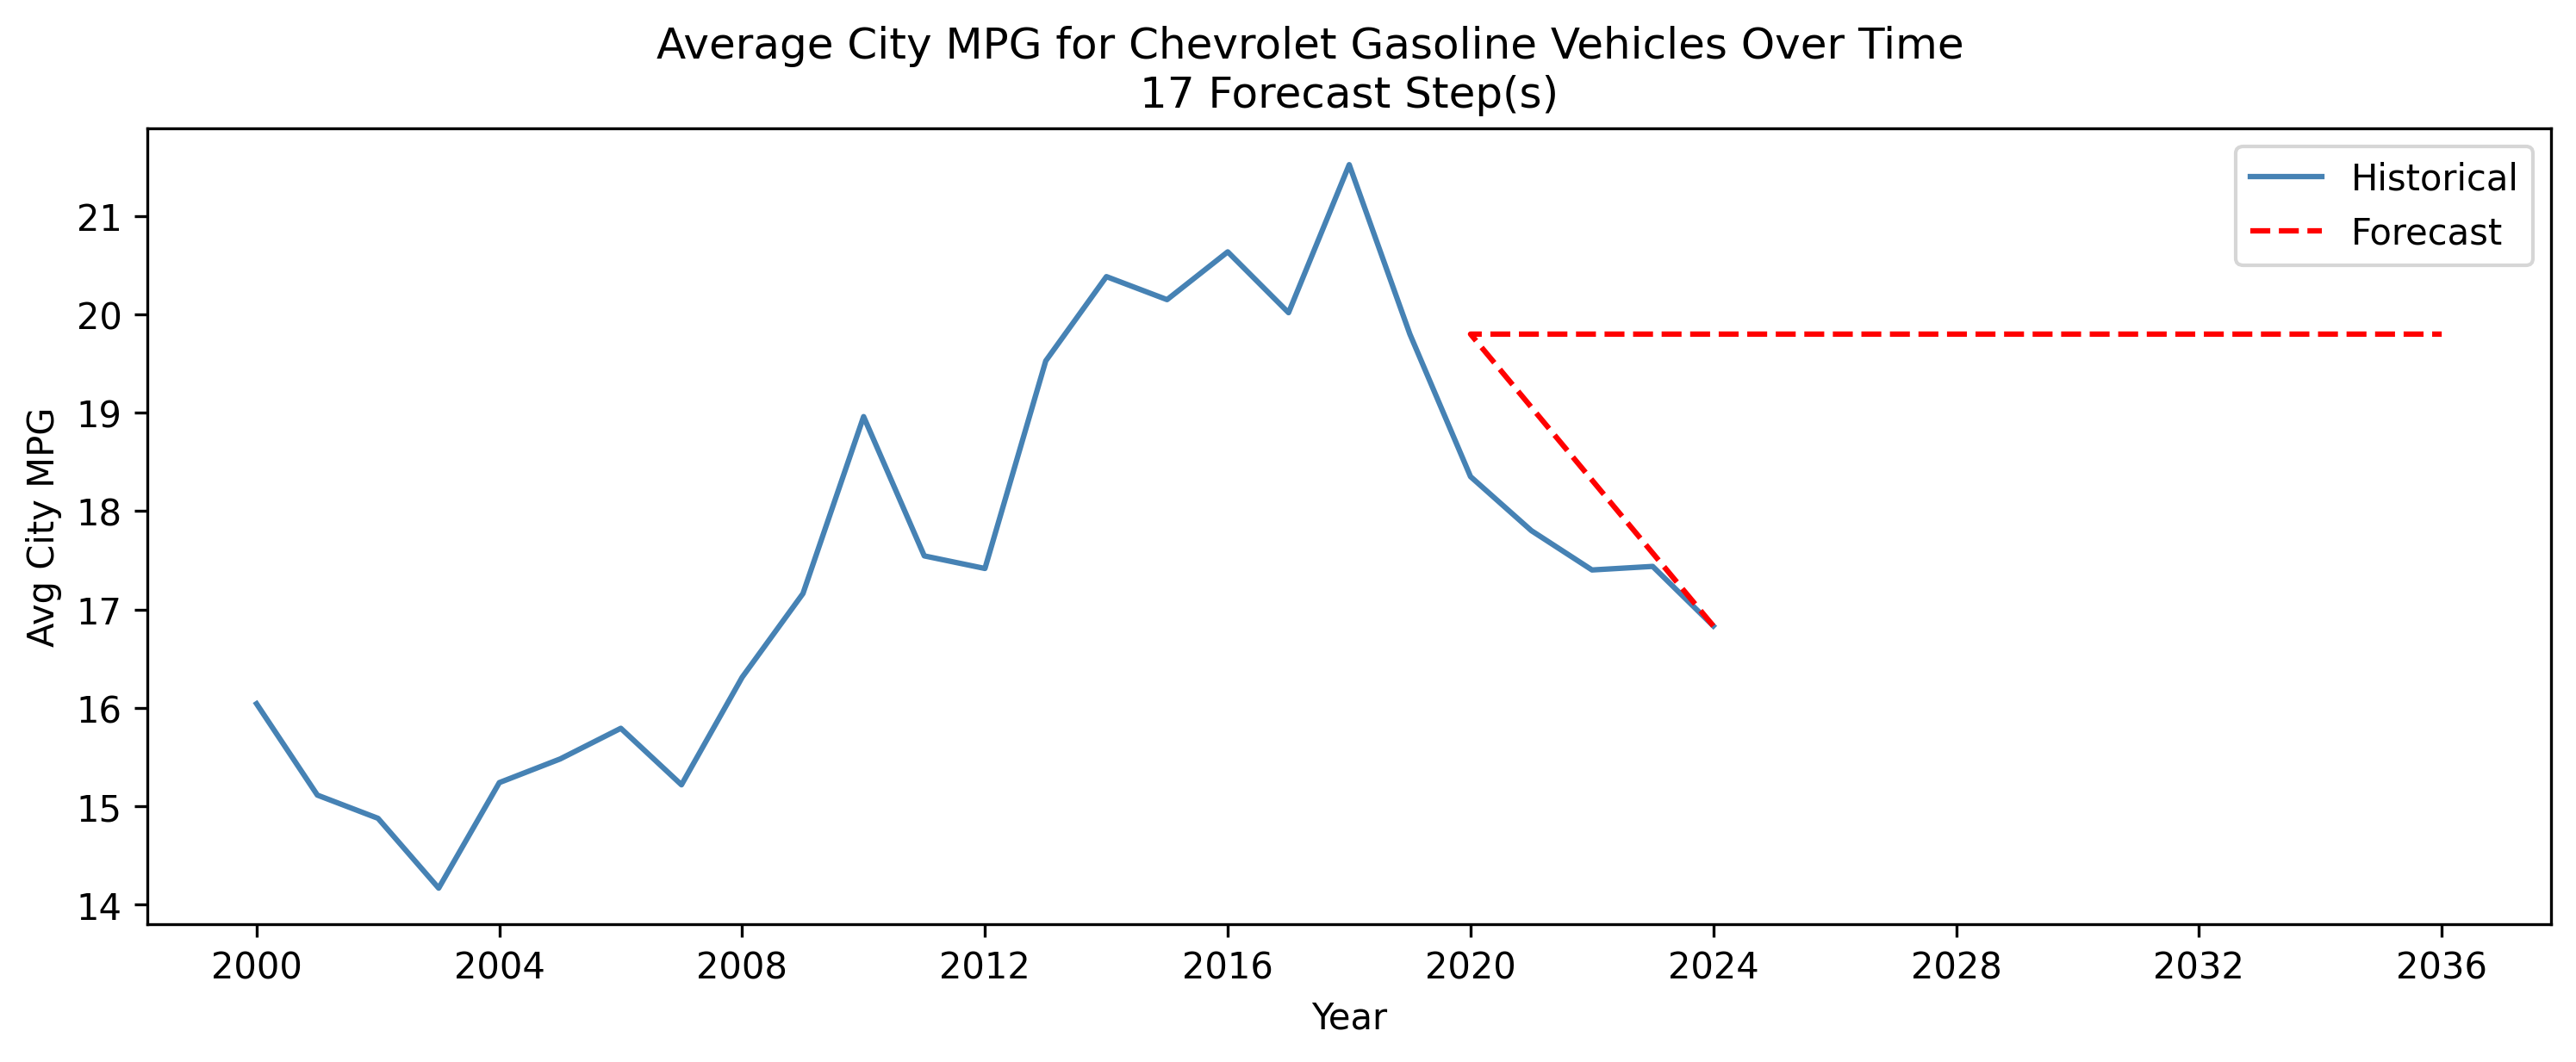 Average City MPG for Chevrolet Gasoline Vehicles Over Time
17 Forecast Step(s)
Historical
Forecast
Avg City MPG
21
20
19
18
17
16
15
14
2000 2004 2008 2012 2016 2020 2024 2028 2032 2036
Year